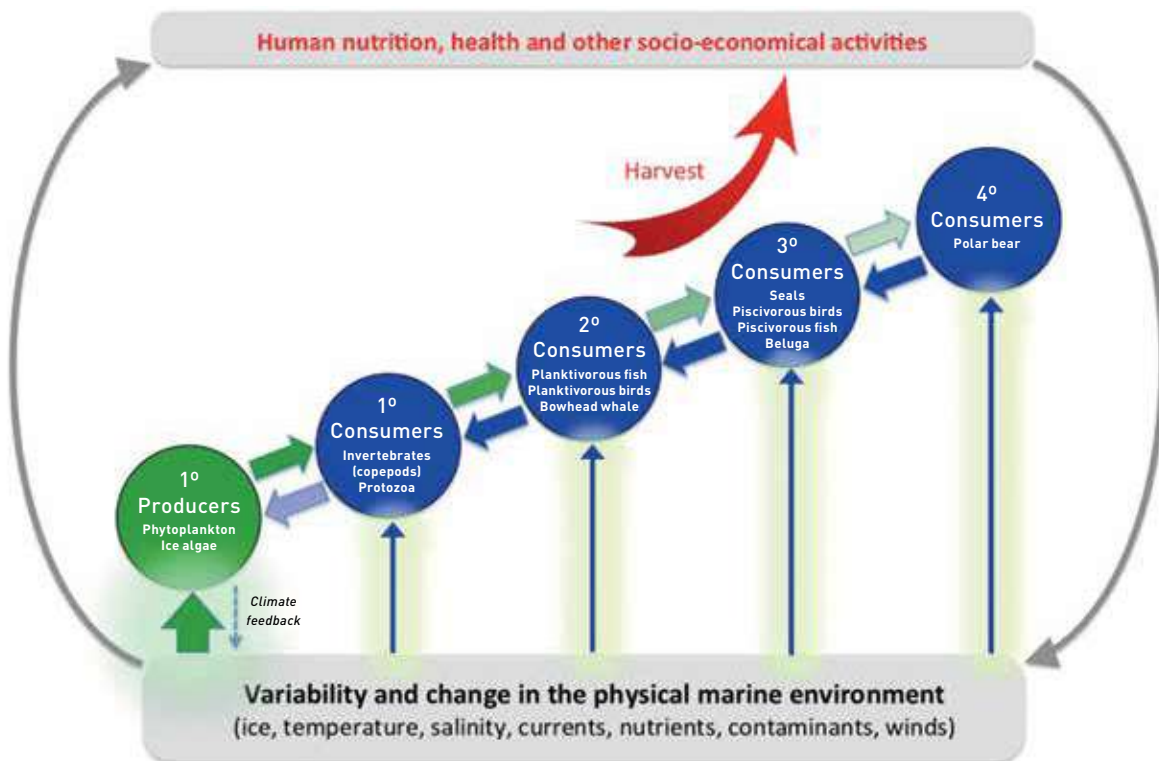 Human nutrition, health and other socio-economical activities
Harvest
4º
Consumers
Polar bear
3º
Consumers
Seals
Piscivorous birds
Piscivorous fish
Beluga
2º
Consumers
Planktivorous fish
Planktivorous birds
Bowhead whale
1º
Consumers
Invertebrates
(copepods)
Protozoa
1º
Producers
Phytoplankton
Ice algae
Climate
feedback
Variability and change in the physical marine environment
(ice, temperature, salinity, currents, nutrients, contaminants, winds)